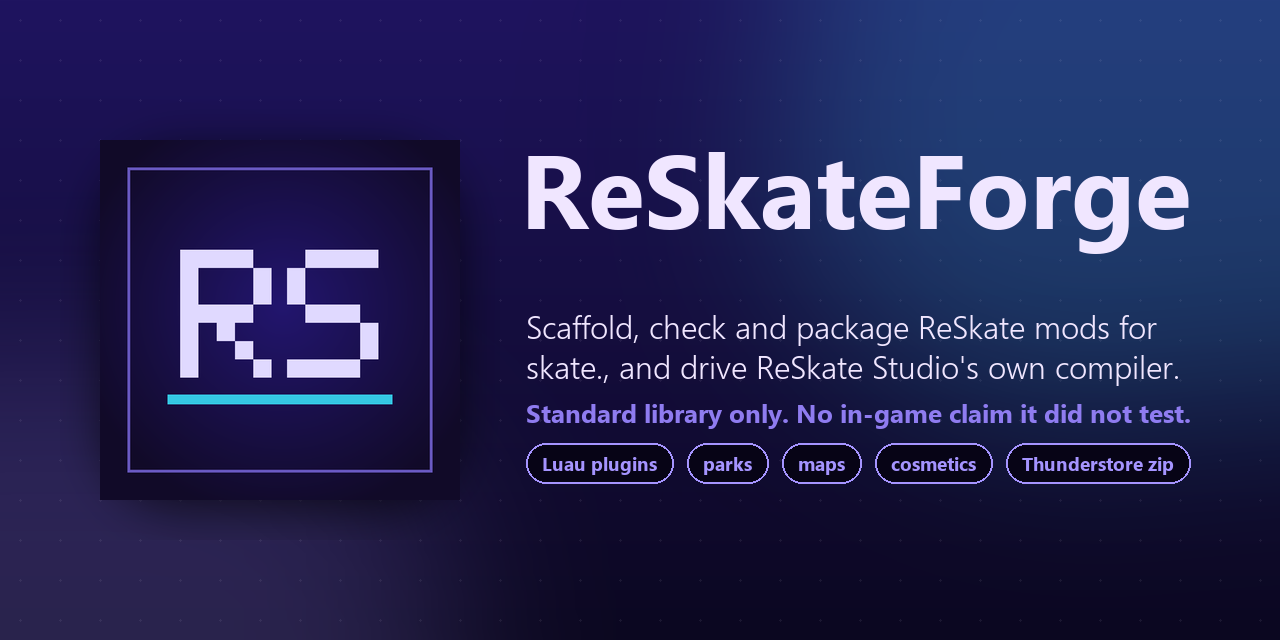 RS
ReSkateForge
Scaffold, check and package ReSkate mods for
skate., and drive ReSkate Studio's own compiler.
Standard library only. No in-game claim it did not test.
Luau plugins
parks
maps
cosmetics
Thunderstore zip